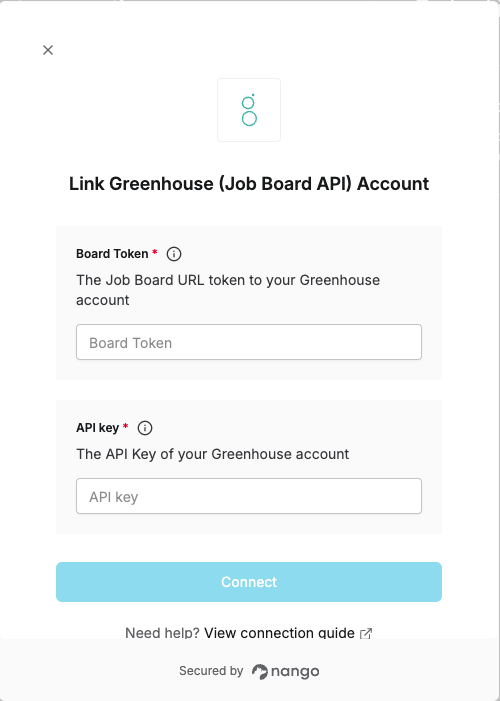 Link Greenhouse (Job Board API) Account
Board Token *
The Job Board URL token to your Greenhouse
account
Board Token
API key *
The API Key of your Greenhouse account
API key
Connect
Need help? View connection guide
Secured by nango